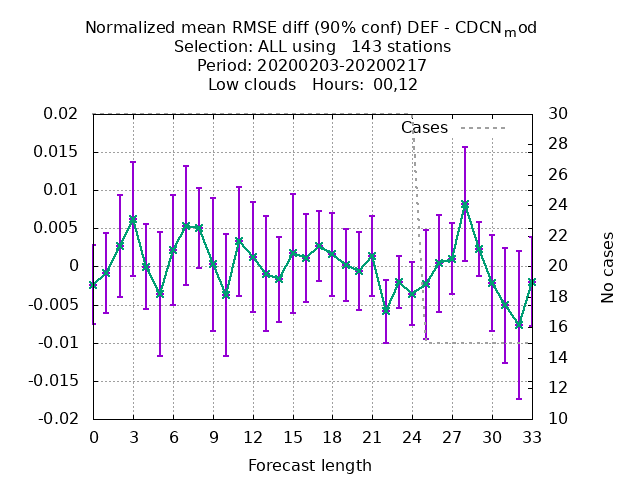 Normalized mean RMSE diff (90% conf) DEF - CDCN_mod
Selection: ALL using   143 stations
Period: 20200203-20200217
Low clouds   Hours:  00,12
Cases
0.02
0.015
0.01
0.005
0
-0.005
-0.01
-0.015
-0.02
30
28
26
24
22
20
18
16
14
12
10
No cases
0 3 6 9 12 15 18 21 24 27 30 33
Forecast length